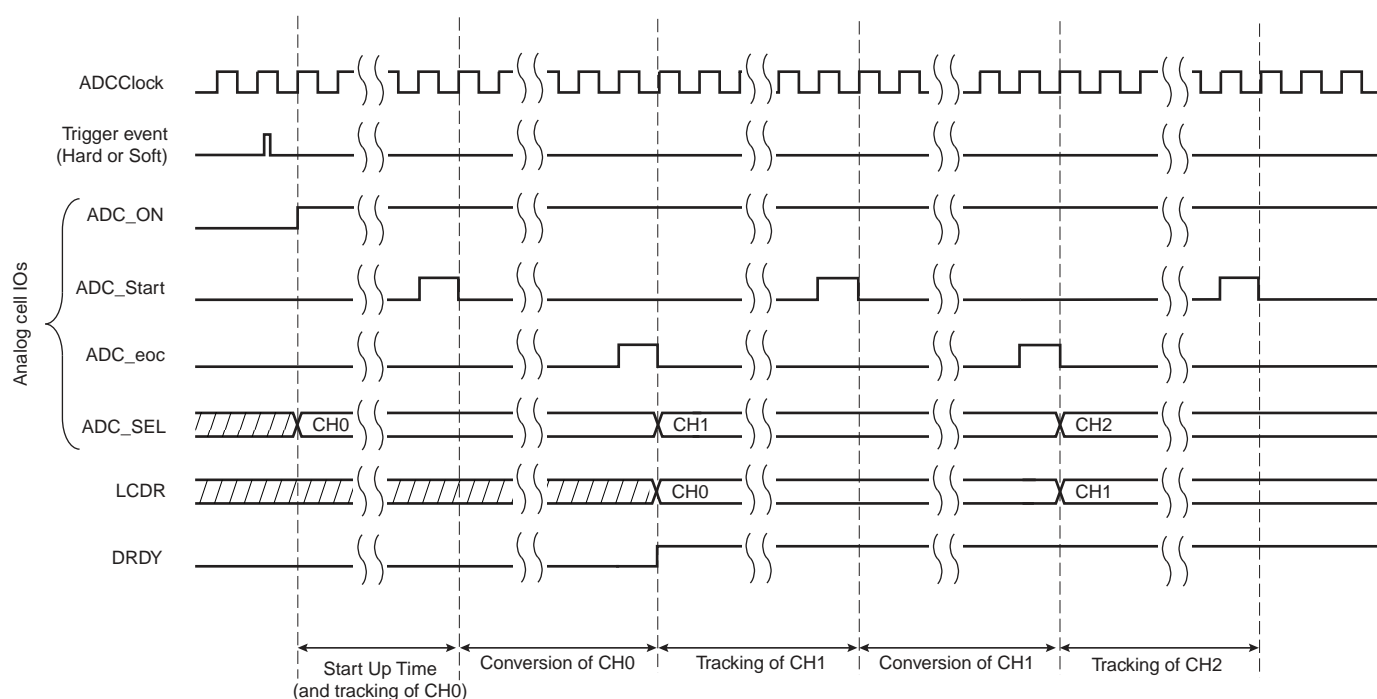 ADCClock
Trigger event
(Hard or Soft)
Analog cell IOs
ADC_ON
ADC_Start
ADC_eoc
ADC_SEL
CH0
CH1
CH2
LCDR
CH0
CH1
DRDY
Start Up Time
(and tracking of CH0)
Conversion of CH0
Tracking of CH1
Conversion of CH1
Tracking of CH2